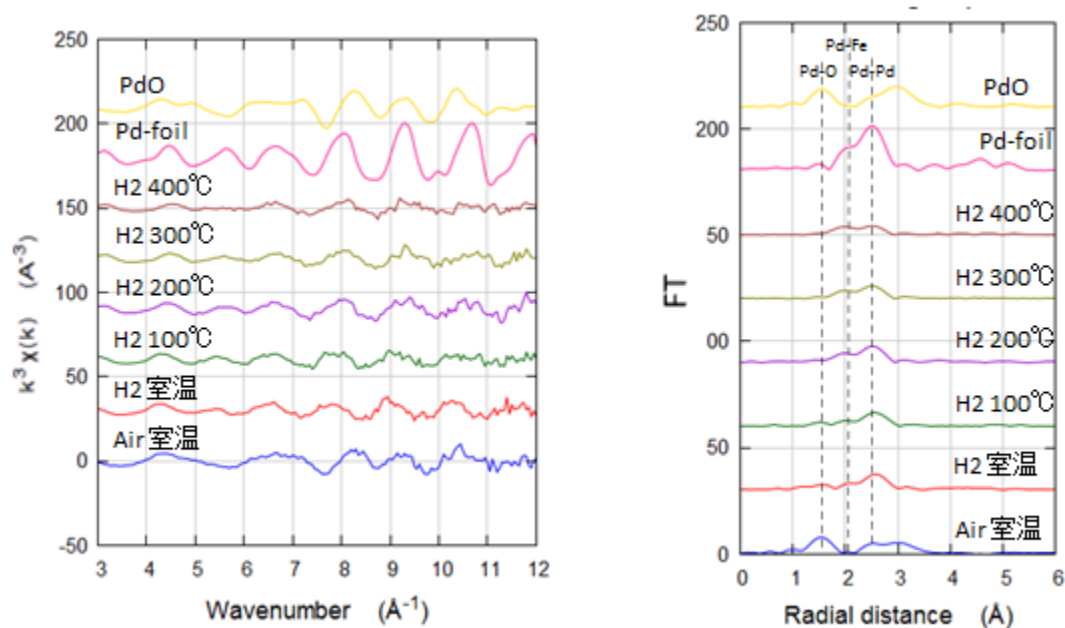 250
200
150
100
50
0
-50
PdO
Pd-foil
H2 400℃
H2 300℃
H2 200℃
H2 100℃
H2 室温
Air 室温
3 4 5 6 7 8 9 10 11 12
Wavenumber (Å⁻¹)
k³χ(k) (A⁻³)
250
200
50
00
50
0
Pd-Fe
Pd-O Pd-Pd
PdO
Pd-foil
H2 400℃
H2 300℃
H2 200℃
H2 100℃
H2 室温
Air 室温
0 1 2 3 4 5 6
Radial distance (Å)
FT